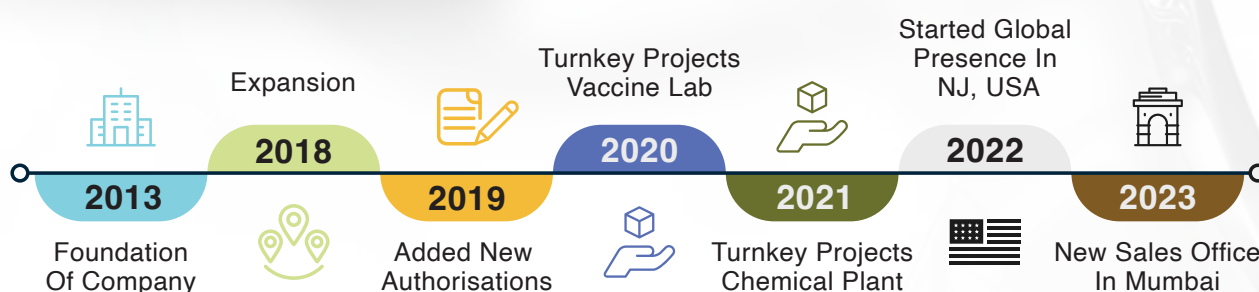 2013
Foundation
Of Company
Expansion
2018
2019
Added New
Authorisations
Turnkey Projects
Vaccine Lab
2020
2021
Turnkey Projects
Chemical Plant
Started Global
Presence In
NJ, USA
2022
2023
New Sales Office
In Mumbai